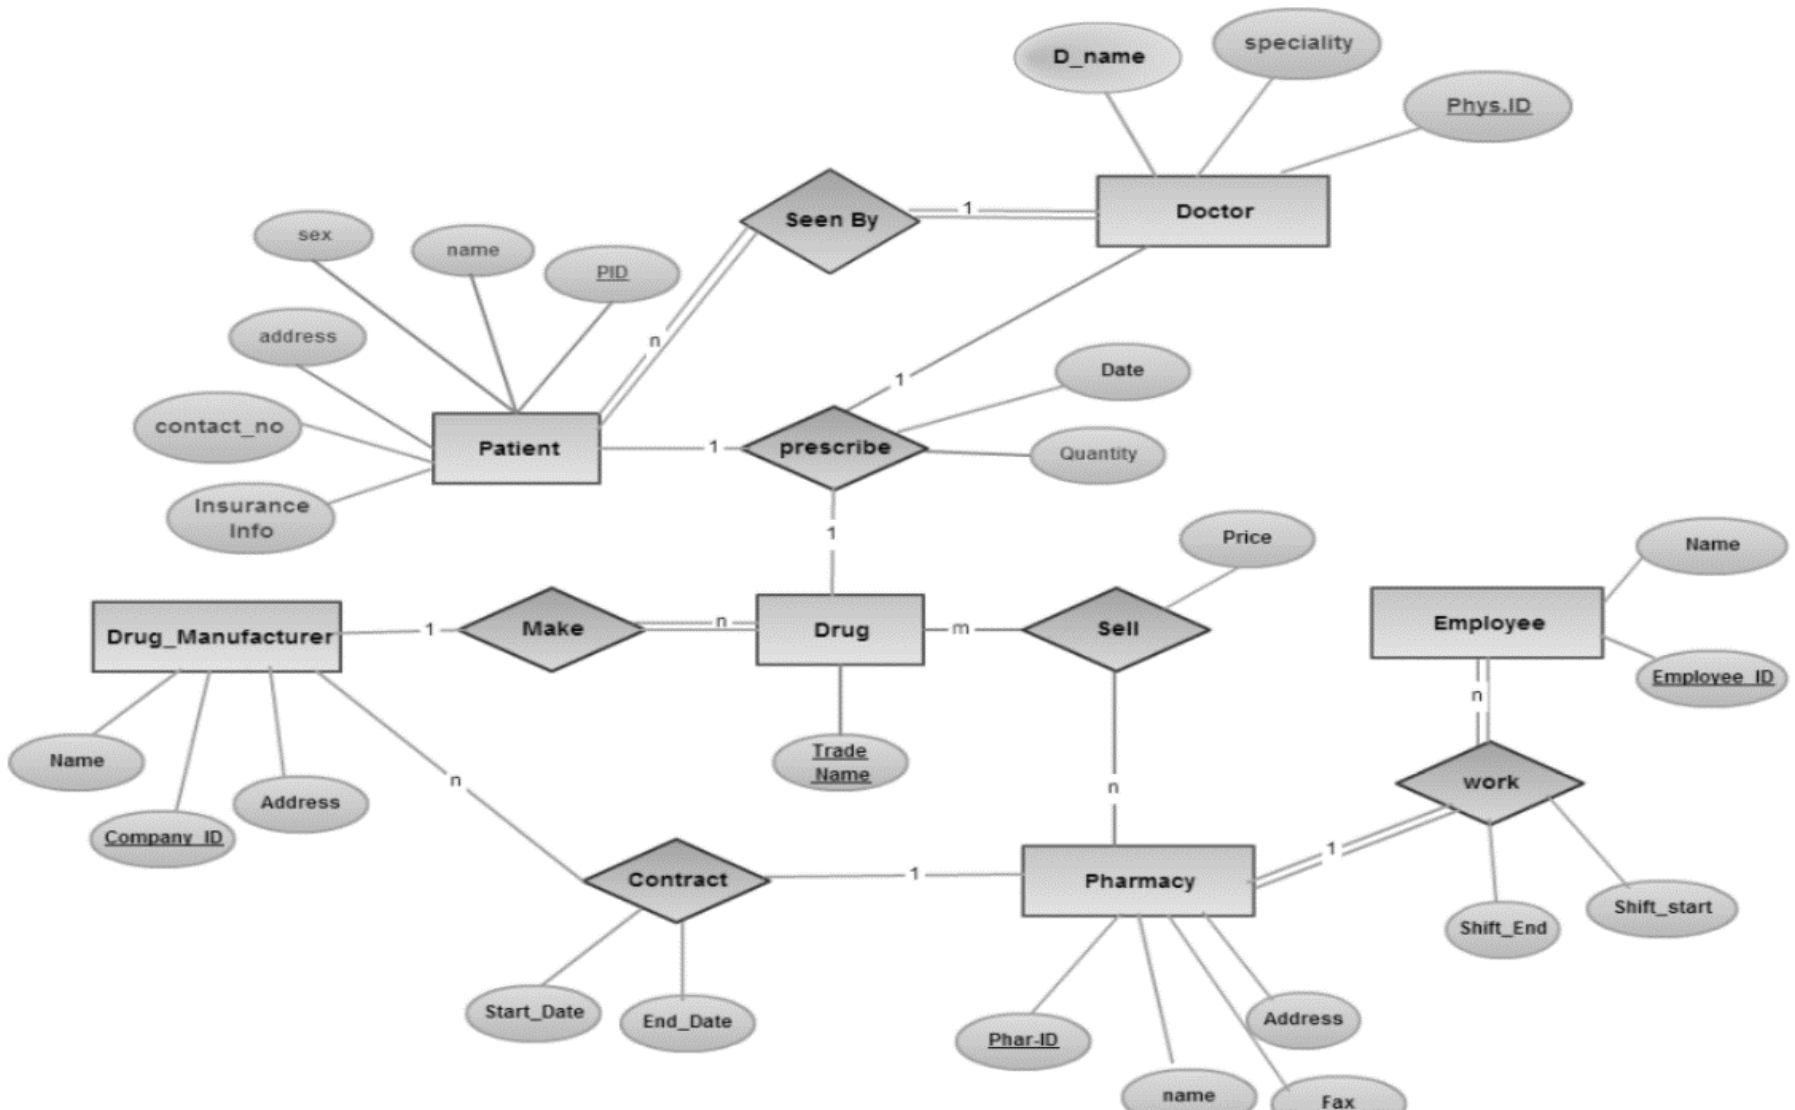 D_name
speciality
Phys.ID
Seen By
1
Doctor
sex
name
PID
n
address
1
Date
contact_no
Patient
1
prescribe
Quantity
Insurance
Info
1
Price
Name
Drug_Manufacturer
1
Make
n
Drug
m
Sell
Employee
Employee_ID
n
Name
Company_ID
Address
n
Trade
Name
n
work
1
Contract
1
Pharmacy
Shift_End
Shift_start
Start_Date
End_Date
Phar-ID
Address
name
Fax